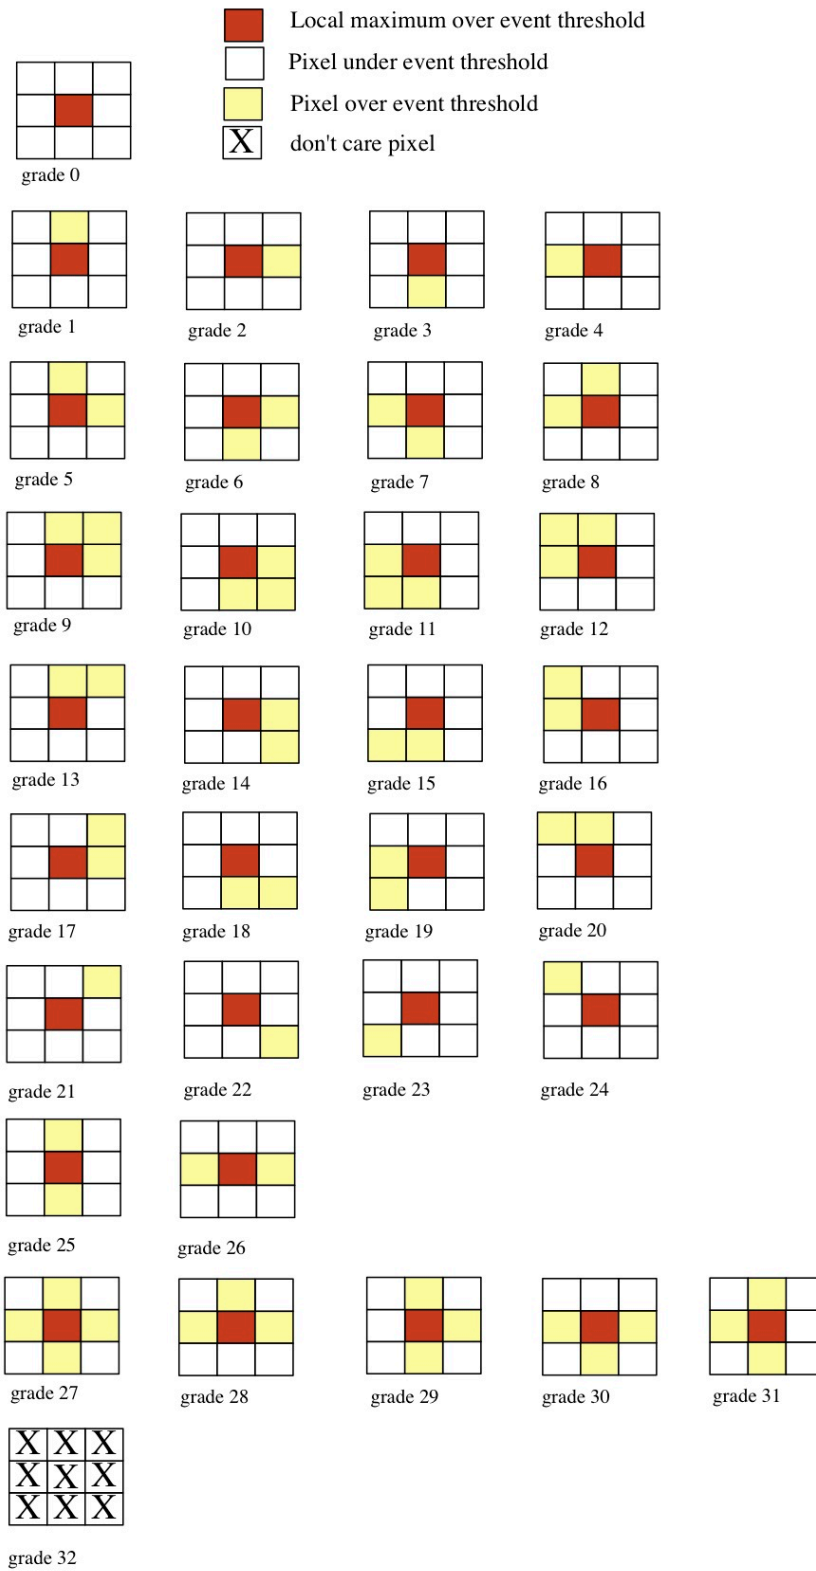 Local maximum over event threshold
Pixel under event threshold
Pixel over event threshold
X don't care pixel
grade 0
grade 1 grade 2 grade 3 grade 4
grade 5 grade 6 grade 7 grade 8
grade 9 grade 10 grade 11 grade 12
grade 13 grade 14 grade 15 grade 16
grade 17 grade 18 grade 19 grade 20
grade 21 grade 22 grade 23 grade 24
grade 25 grade 26
grade 27 grade 28 grade 29 grade 30 grade 31
X X X
X X X
X X X
grade 32